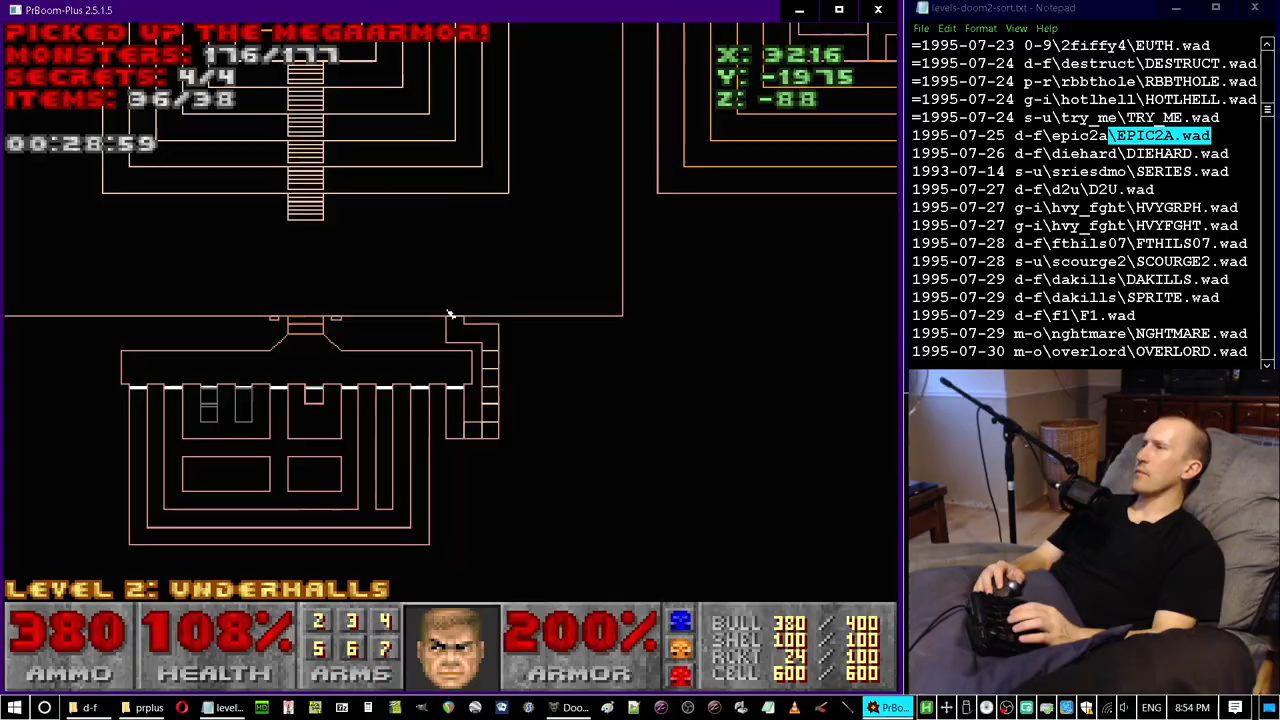 PrBoom-Plus 2.5.1.5
PICKED UP THE MEGAARMOR!
MONSTERS: 176/177
SECRETS: 4/4
ITEMS: 36/38
00:28:59
X: 3216
Y: -1975
Z: -88
LEVEL 2: UNDERHALLS
380
AMMO
108%
HEALTH
2 3 4
5 6 7
ARMS
200%
ARMOR
BULL 380 / 400
SHEL 100 / 100
RCKT 24 / 100
CELL 600 / 600
levels-doom2-sort.txt - Notepad
File Edit Format View Help
=1995-07-23 0-9\2fiffy4\EUTH.wad
=1995-07-24 d-f\destruct\DESTRUCT.wad
=1995-07-24 p-r\rbbthole\RBBTHOLE.wad
=1995-07-24 g-i\hotlhell\HOTLHELL.wad
=1995-07-24 s-u\try_me\TRY_ME.wad
1995-07-25 d-f\epic2a\EPIC2A.wad
1995-07-26 d-f\diehard\DIEHARD.wad
1993-07-14 s-u\sriesdmo\SERIES.wad
1995-07-27 d-f\d2u\D2U.wad
1995-07-27 g-i\hvy_fght\HVYGRPH.wad
1995-07-27 g-i\hvy_fght\HVYFGHT.wad
1995-07-28 d-f\fthils07\FTHILS07.wad
1995-07-28 s-u\scourge2\SCOURGE2.wad
1995-07-29 d-f\dakills\DAKILLS.wad
1995-07-29 d-f\dakills\SPRITE.wad
1995-07-29 d-f\f1\F1.wad
1995-07-29 m-o\nghtmare\NGHTMARE.wad
1995-07-30 m-o\overlord\OVERLORD.wad
d-f
prplus
level...
Doo...
PrBo...
ENG
8:54 PM